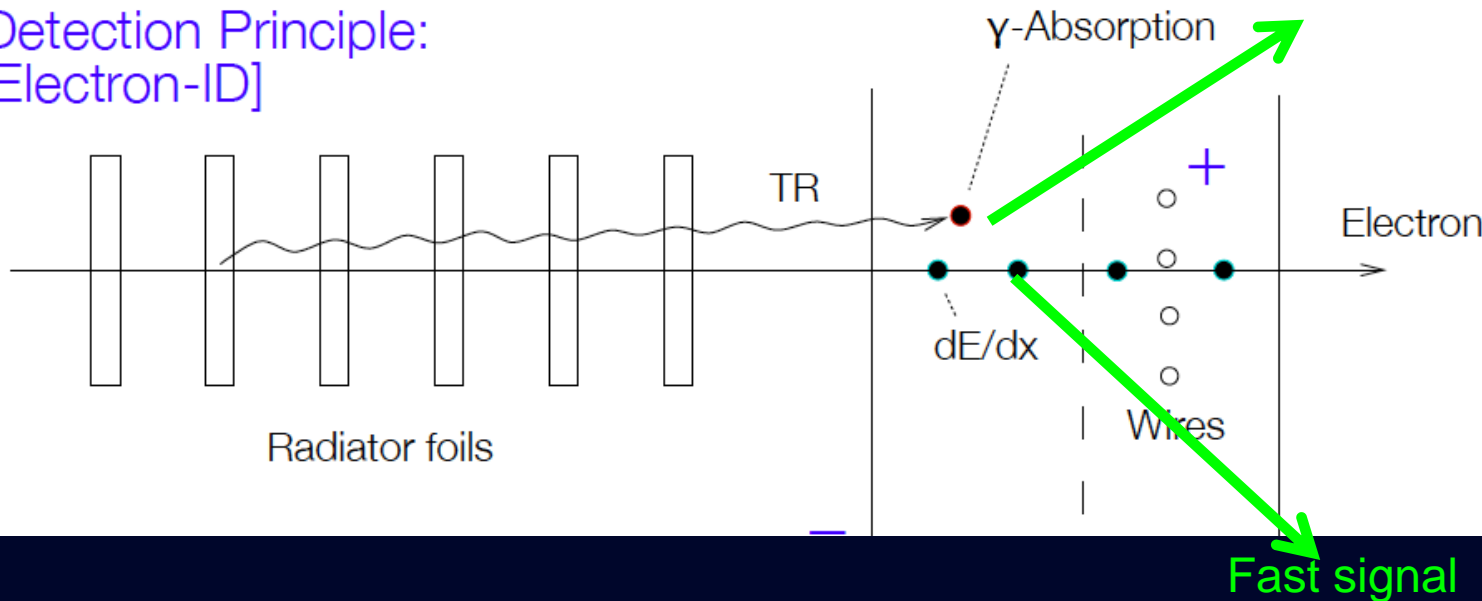 Detection Principle:
Electron-ID]
γ-Absorption
TR
+
Electron
dE/dx
Wires
Radiator foils
–
Fast signal